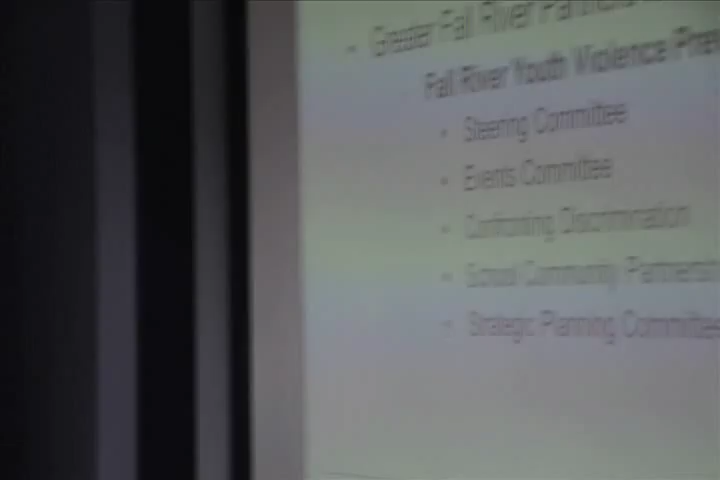 • Greater Fall River
Fall River Youth Violence
• Steering Committee
• Events Committee
• Confronting Discrimination
• School Community
• Strategic Planning Committee